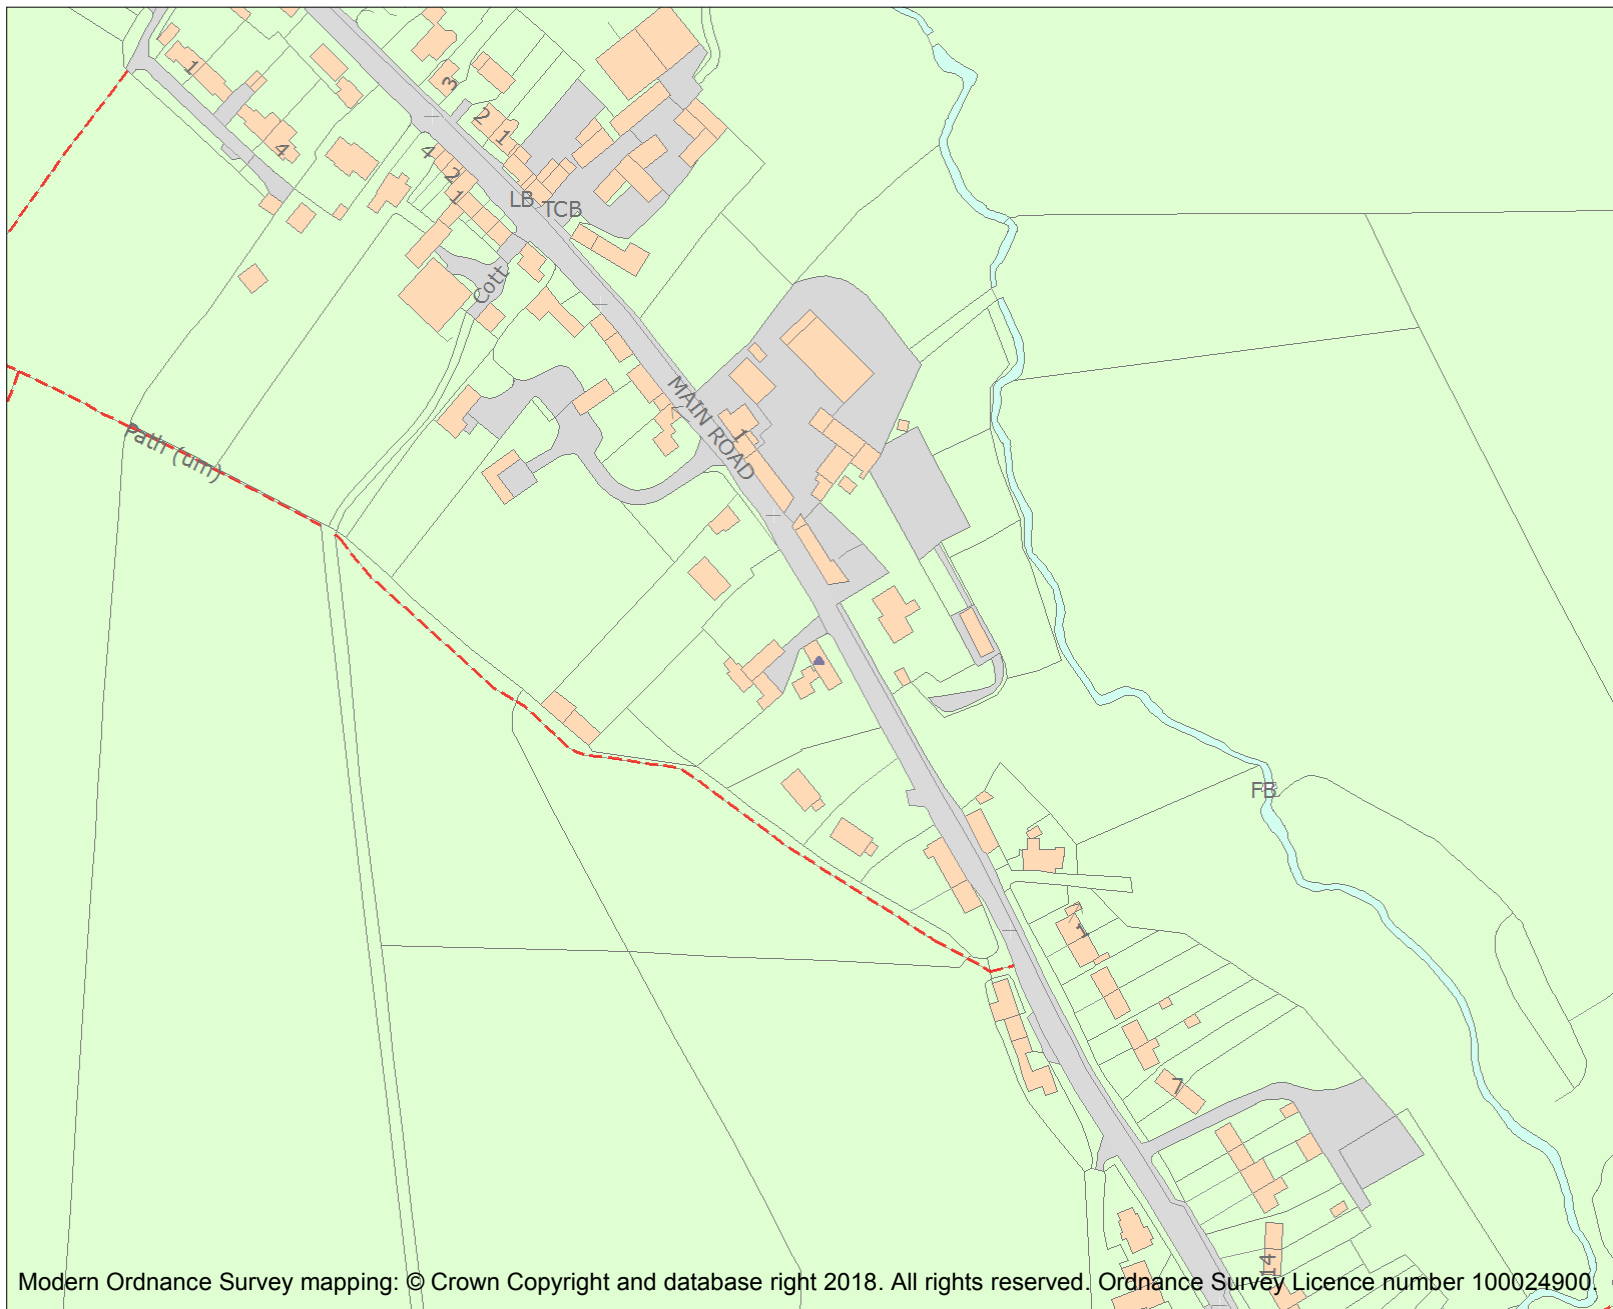 1
3
2
1
4
4
2
1
LB
TCB
Cott
MAIN ROAD
1
Path (um)
FB
1
7
14
Modern Ordnance Survey mapping: © Crown Copyright and database right 2018. All rights reserved. Ordnance Survey Licence number 100024900.